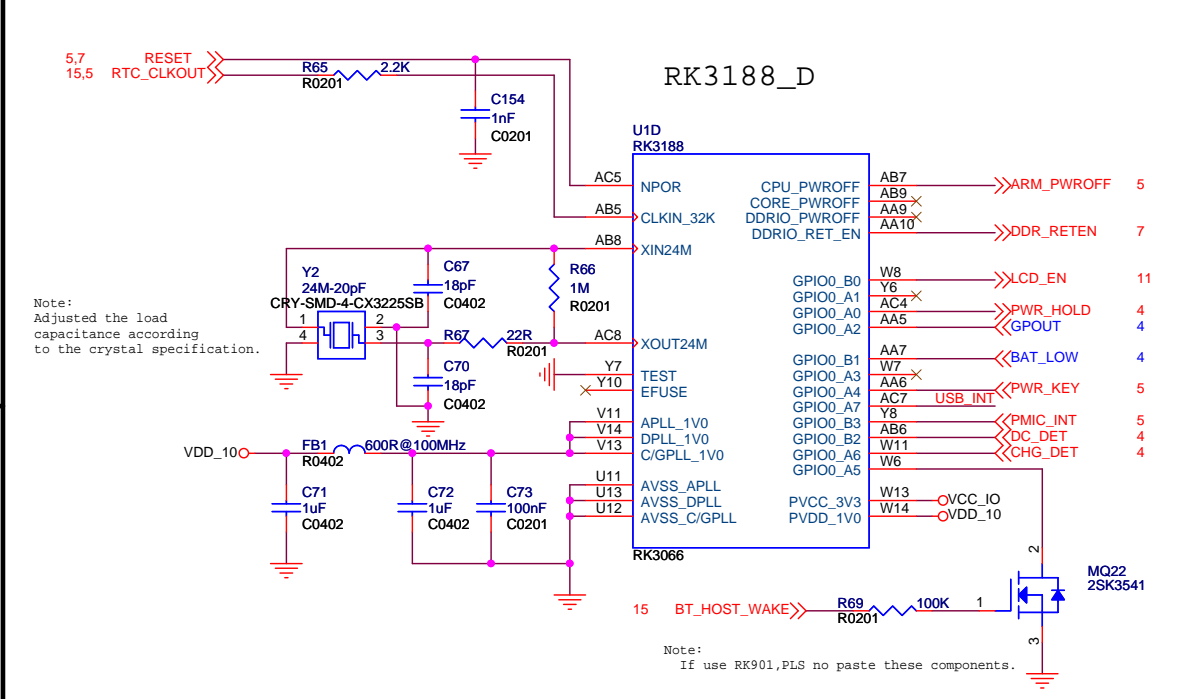 5,7 RESET
15,5 RTC_CLKOUT
R65 2.2K
R0201
C154
1nF
C0201
RK3188_D
U1D
RK3188
AC5 NPOR
AB5 CLKIN_32K
AB8 XIN24M
AC8 XOUT24M
Y7 TEST
Y10 EFUSE
V11 APLL_1V0
V14 DPLL_1V0
V13 C/GPLL_1V0
U11 AVSS_APLL
U13 AVSS_DPLL
U12 AVSS_C/GPLL
CPU_PWROFF AB7 ARM_PWROFF 5
CORE_PWROFF AB9
DDRIO_PWROFF AA9
DDRIO_RET_EN AA10 DDR_RETEN 7
GPIO0_B0 W8 LCD_EN 11
GPIO0_A1 Y6
GPIO0_A0 AC4 PWR_HOLD 4
GPIO0_A2 AA5 GPOUT 4
GPIO0_B1 AA7 BAT_LOW 4
GPIO0_A3 W7
GPIO0_A4 AA6 PWR_KEY 5
GPIO0_A7 AC7 USB_INT
GPIO0_B3 Y8 PMIC_INT 5
GPIO0_B2 AB6 DC_DET 4
GPIO0_A6 W11 CHG_DET 4
GPIO0_A5 W6
PVCC_3V3 W13 VCC_IO
PVDD_1V0 W14 VDD_10
RK3066
Y2
24M-20pF
CRY-SMD-4-CX3225SB
1 2
4 3
C67
18pF
C0402
R66
1M
R0201
R67 22R
R0201
C70
18pF
C0402
Note:
Adjusted the load
capacitance according
to the crystal specification.
VDD_10
FB1 600R@100MHz
R0402
C71
1uF
C0402
C72
1uF
C0402
C73
100nF
C0201
2
MQ22
2SK3541
15 BT_HOST_WAKE
R69 100K
R0201
1
3
Note:
If use RK901,PLS no paste these components.